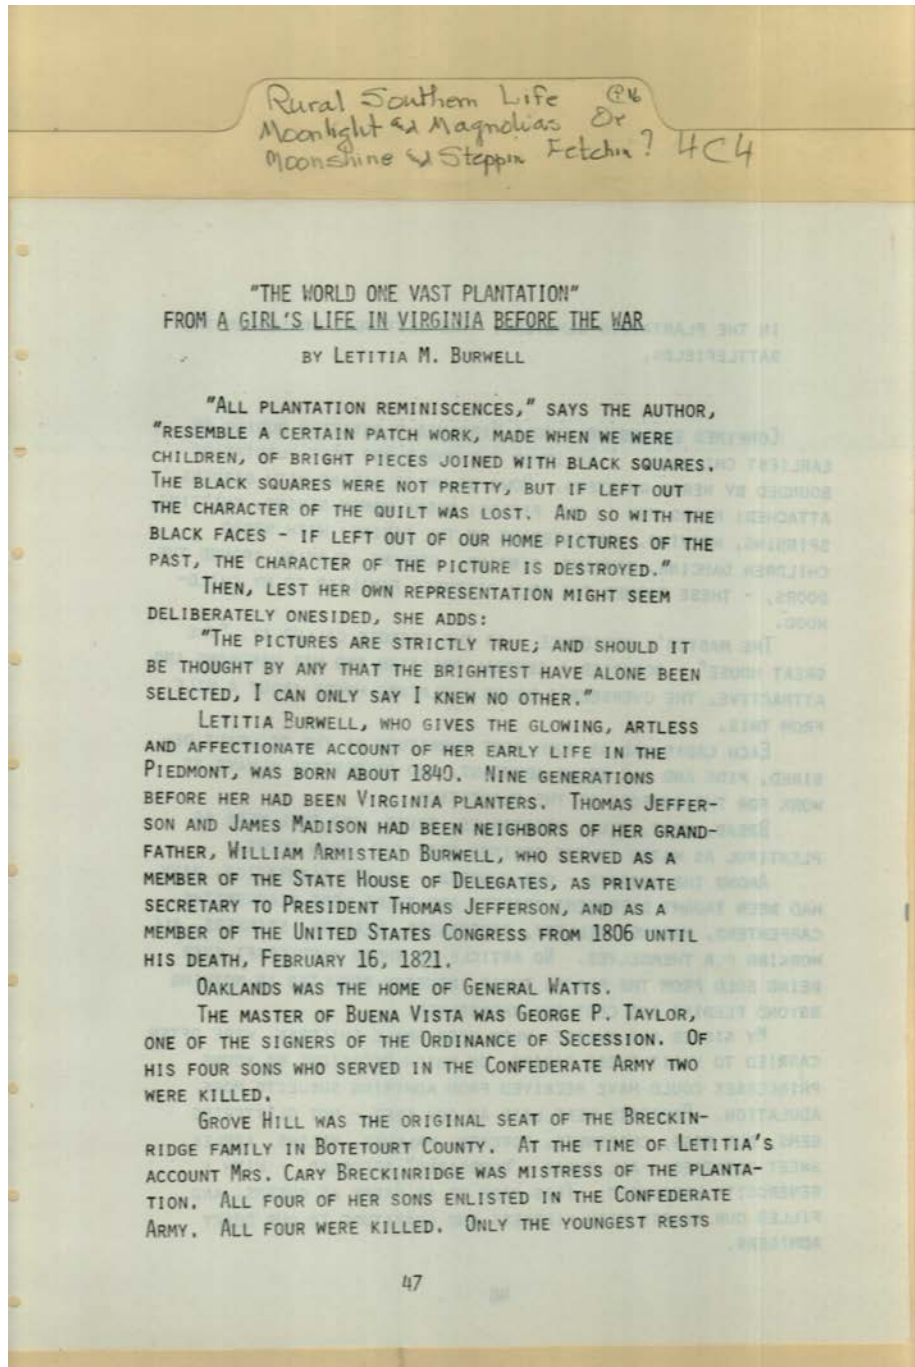 Rural Southern Life
Moonlight & Magnolias Or
Moonshine & Steppin Fetchin? 4C4
"THE WORLD ONE VAST PLANTATION"
FROM A GIRL'S LIFE IN VIRGINIA BEFORE THE WAR
BY LETITIA M. BURWELL
"ALL PLANTATION REMINISCENCES," SAYS THE AUTHOR,
"RESEMBLE A CERTAIN PATCH WORK, MADE WHEN WE WERE
CHILDREN, OF BRIGHT PIECES JOINED WITH BLACK SQUARES.
THE BLACK SQUARES WERE NOT PRETTY, BUT IF LEFT OUT
THE CHARACTER OF THE QUILT WAS LOST. AND SO WITH THE
BLACK FACES - IF LEFT OUT OF OUR HOME PICTURES OF THE
PAST, THE CHARACTER OF THE PICTURE IS DESTROYED."
THEN, LEST HER OWN REPRESENTATION MIGHT SEEM
DELIBERATELY ONESIDED, SHE ADDS:
"THE PICTURES ARE STRICTLY TRUE; AND SHOULD IT
BE THOUGHT BY ANY THAT THE BRIGHTEST HAVE ALONE BEEN
SELECTED, I CAN ONLY SAY I KNEW NO OTHER."
LETITIA BURWELL, WHO GIVES THE GLOWING, ARTLESS
AND AFFECTIONATE ACCOUNT OF HER EARLY LIFE IN THE
PIEDMONT, WAS BORN ABOUT 1840. NINE GENERATIONS
BEFORE HER HAD BEEN VIRGINIA PLANTERS. THOMAS JEFFER-
SON AND JAMES MADISON HAD BEEN NEIGHBORS OF HER GRAND-
FATHER, WILLIAM ARMISTEAD BURWELL, WHO SERVED AS A
MEMBER OF THE STATE HOUSE OF DELEGATES, AS PRIVATE
SECRETARY TO PRESIDENT THOMAS JEFFERSON, AND AS A
MEMBER OF THE UNITED STATES CONGRESS FROM 1806 UNTIL
HIS DEATH, FEBRUARY 16, 1821.
OAKLANDS WAS THE HOME OF GENERAL WATTS.
THE MASTER OF BUENA VISTA WAS GEORGE P. TAYLOR,
ONE OF THE SIGNERS OF THE ORDINANCE OF SECESSION. OF
HIS FOUR SONS WHO SERVED IN THE CONFEDERATE ARMY TWO
WERE KILLED.
GROVE HILL WAS THE ORIGINAL SEAT OF THE BRECKIN-
RIDGE FAMILY IN BOTETOURT COUNTY. AT THE TIME OF LETITIA'S
ACCOUNT MRS. CARY BRECKINRIDGE WAS MISTRESS OF THE PLANTA-
TION. ALL FOUR OF HER SONS ENLISTED IN THE CONFEDERATE
ARMY. ALL FOUR WERE KILLED. ONLY THE YOUNGEST RESTS
47